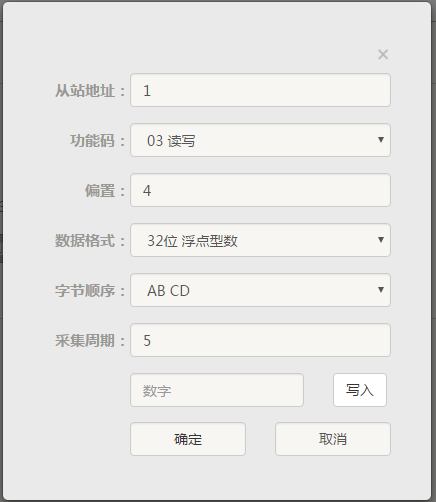 ×
从站地址：1
功能码：03 读写
偏置：4
数据格式：32位 浮点型数
字节顺序：AB CD
采集周期：5
数字 写入
确定 取消